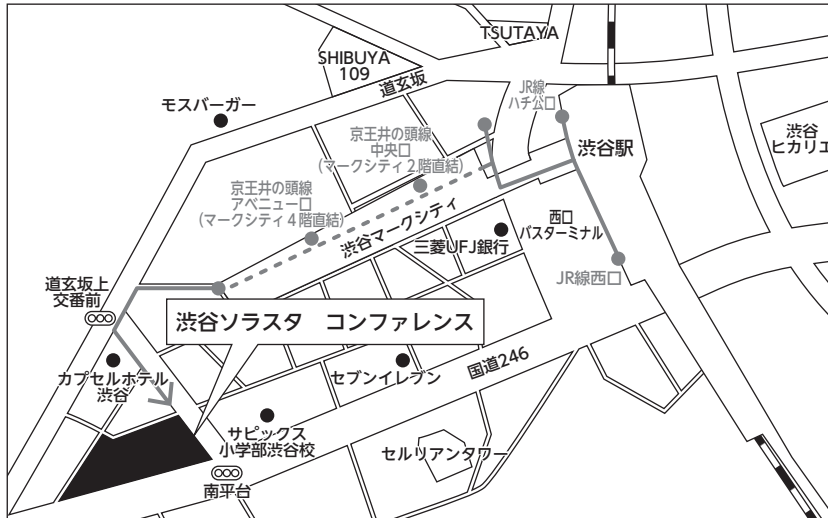 TSUTAYA
SHIBUYA
109
道玄坂
JR線
ハチ公口
モスバーガー
京王井の頭線
中央口
(マークシティ2階直結)
渋谷駅
渋谷
ヒカリエ
京王井の頭線
アベニュー口
(マークシティ4階直結)
渋谷マークシティ
西口
バスターミナル
三菱UFJ銀行
JR線西口
道玄坂上
交番前
渋谷ソラスタ コンファレンス
カプセルホテル
渋谷
セブンイレブン
国道246
サピックス
小学部渋谷校
セルリアンタワー
南平台